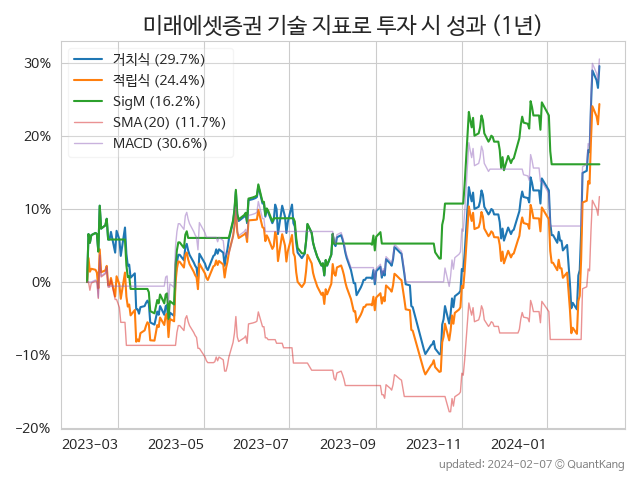 미래에셋증권 기술 지표로 투자 시 성과 (1년)
거치식 (29.7%)
적립식 (24.4%)
SigM (16.2%)
SMA(20) (11.7%)
MACD (30.6%)
30%
20%
10%
0%
−10%
−20%
2023-03 2023-05 2023-07 2023-09 2023-11 2024-01
updated: 2024-02-07 © QuantKang